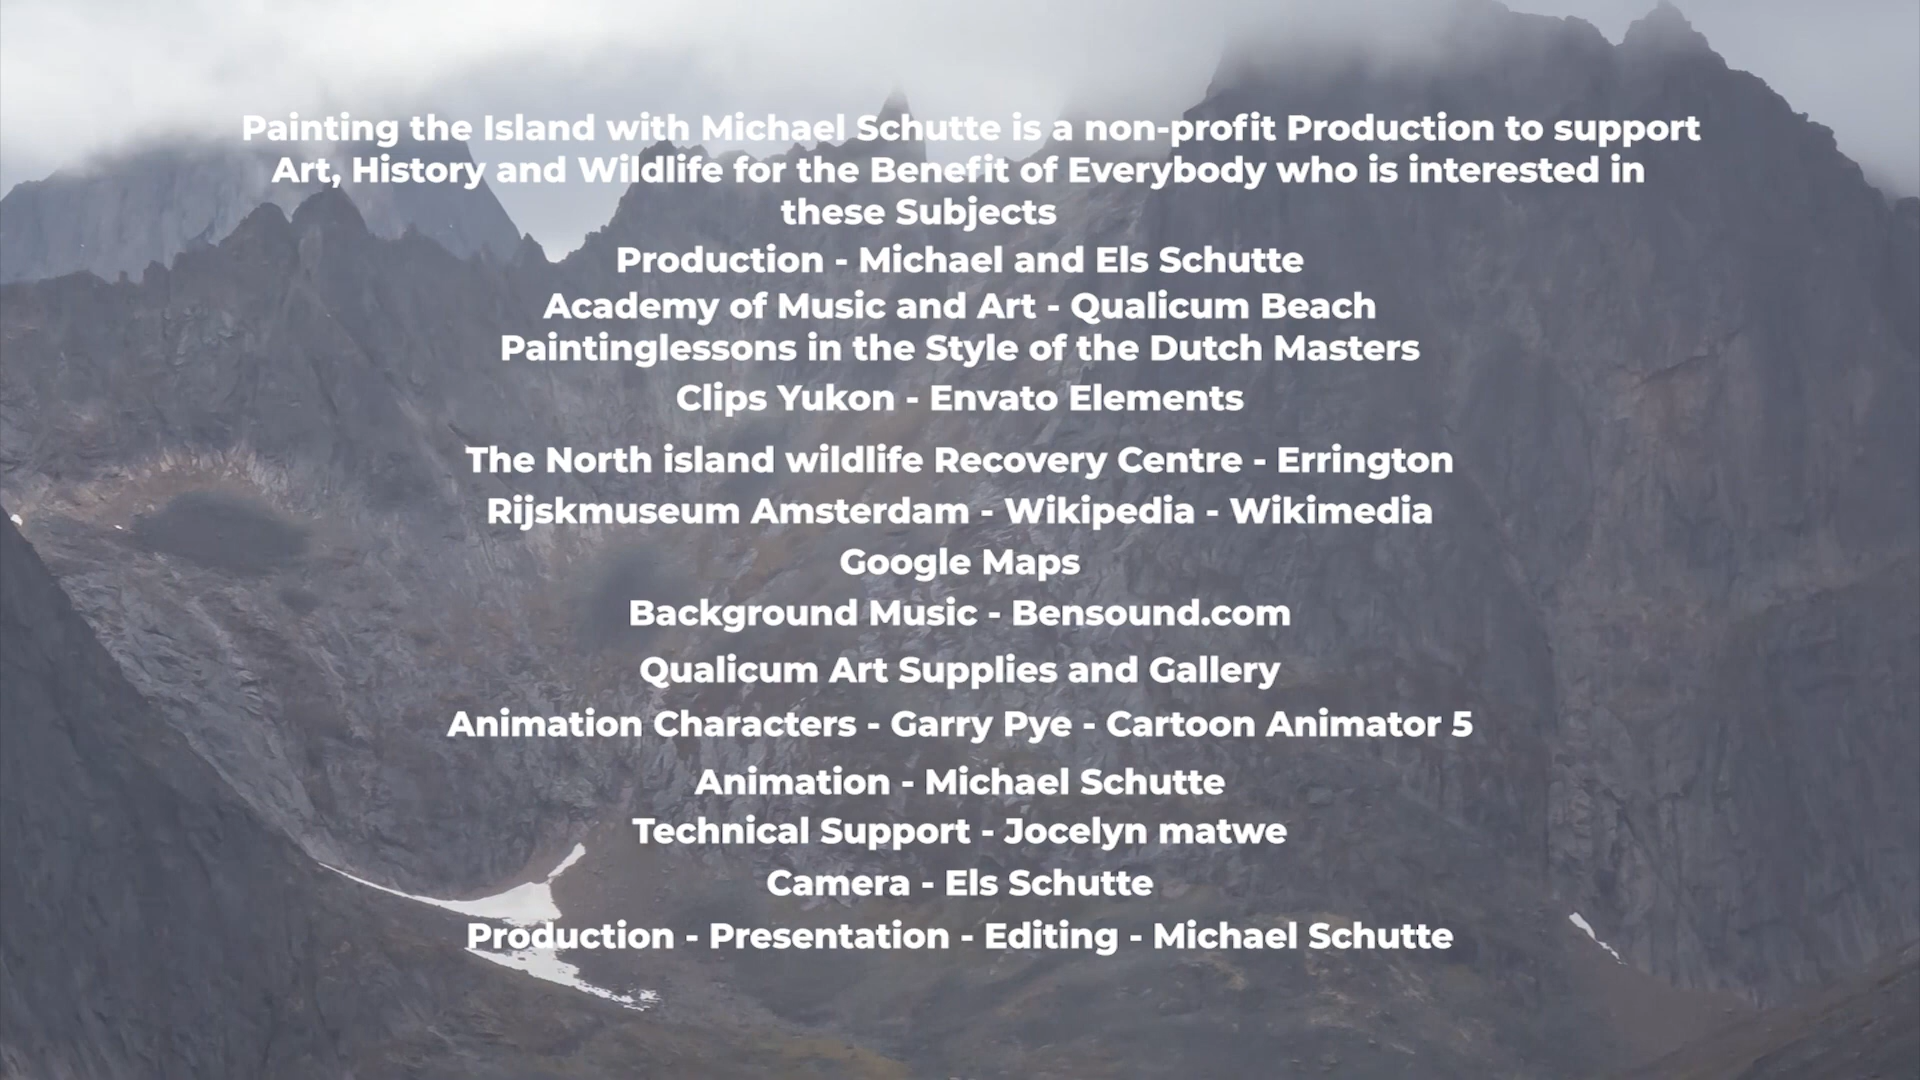 Painting the Island with Michael Schutte is a non-profit Production to support
Art, History and Wildlife for the Benefit of Everybody who is interested in
these Subjects
Production - Michael and Els Schutte
Academy of Music and Art - Qualicum Beach
Paintinglessons in the Style of the Dutch Masters
Clips Yukon - Envato Elements
The North island wildlife Recovery Centre - Errington
Rijskmuseum Amsterdam - Wikipedia - Wikimedia
Google Maps
Background Music - Bensound.com
Qualicum Art Supplies and Gallery
Animation Characters - Garry Pye - Cartoon Animator 5
Animation - Michael Schutte
Technical Support - Jocelyn matwe
Camera - Els Schutte
Production - Presentation - Editing - Michael Schutte